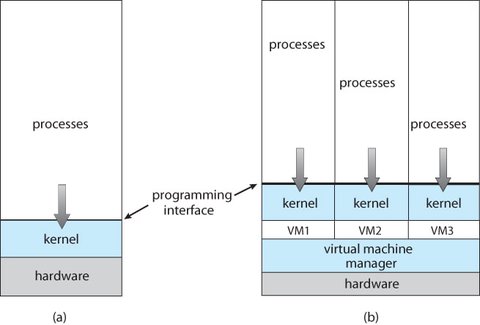 processes
kernel
hardware
(a)
programming
interface
processes
processes
processes
kernel
kernel
kernel
VM1
VM2
VM3
virtual machine
manager
hardware
(b)